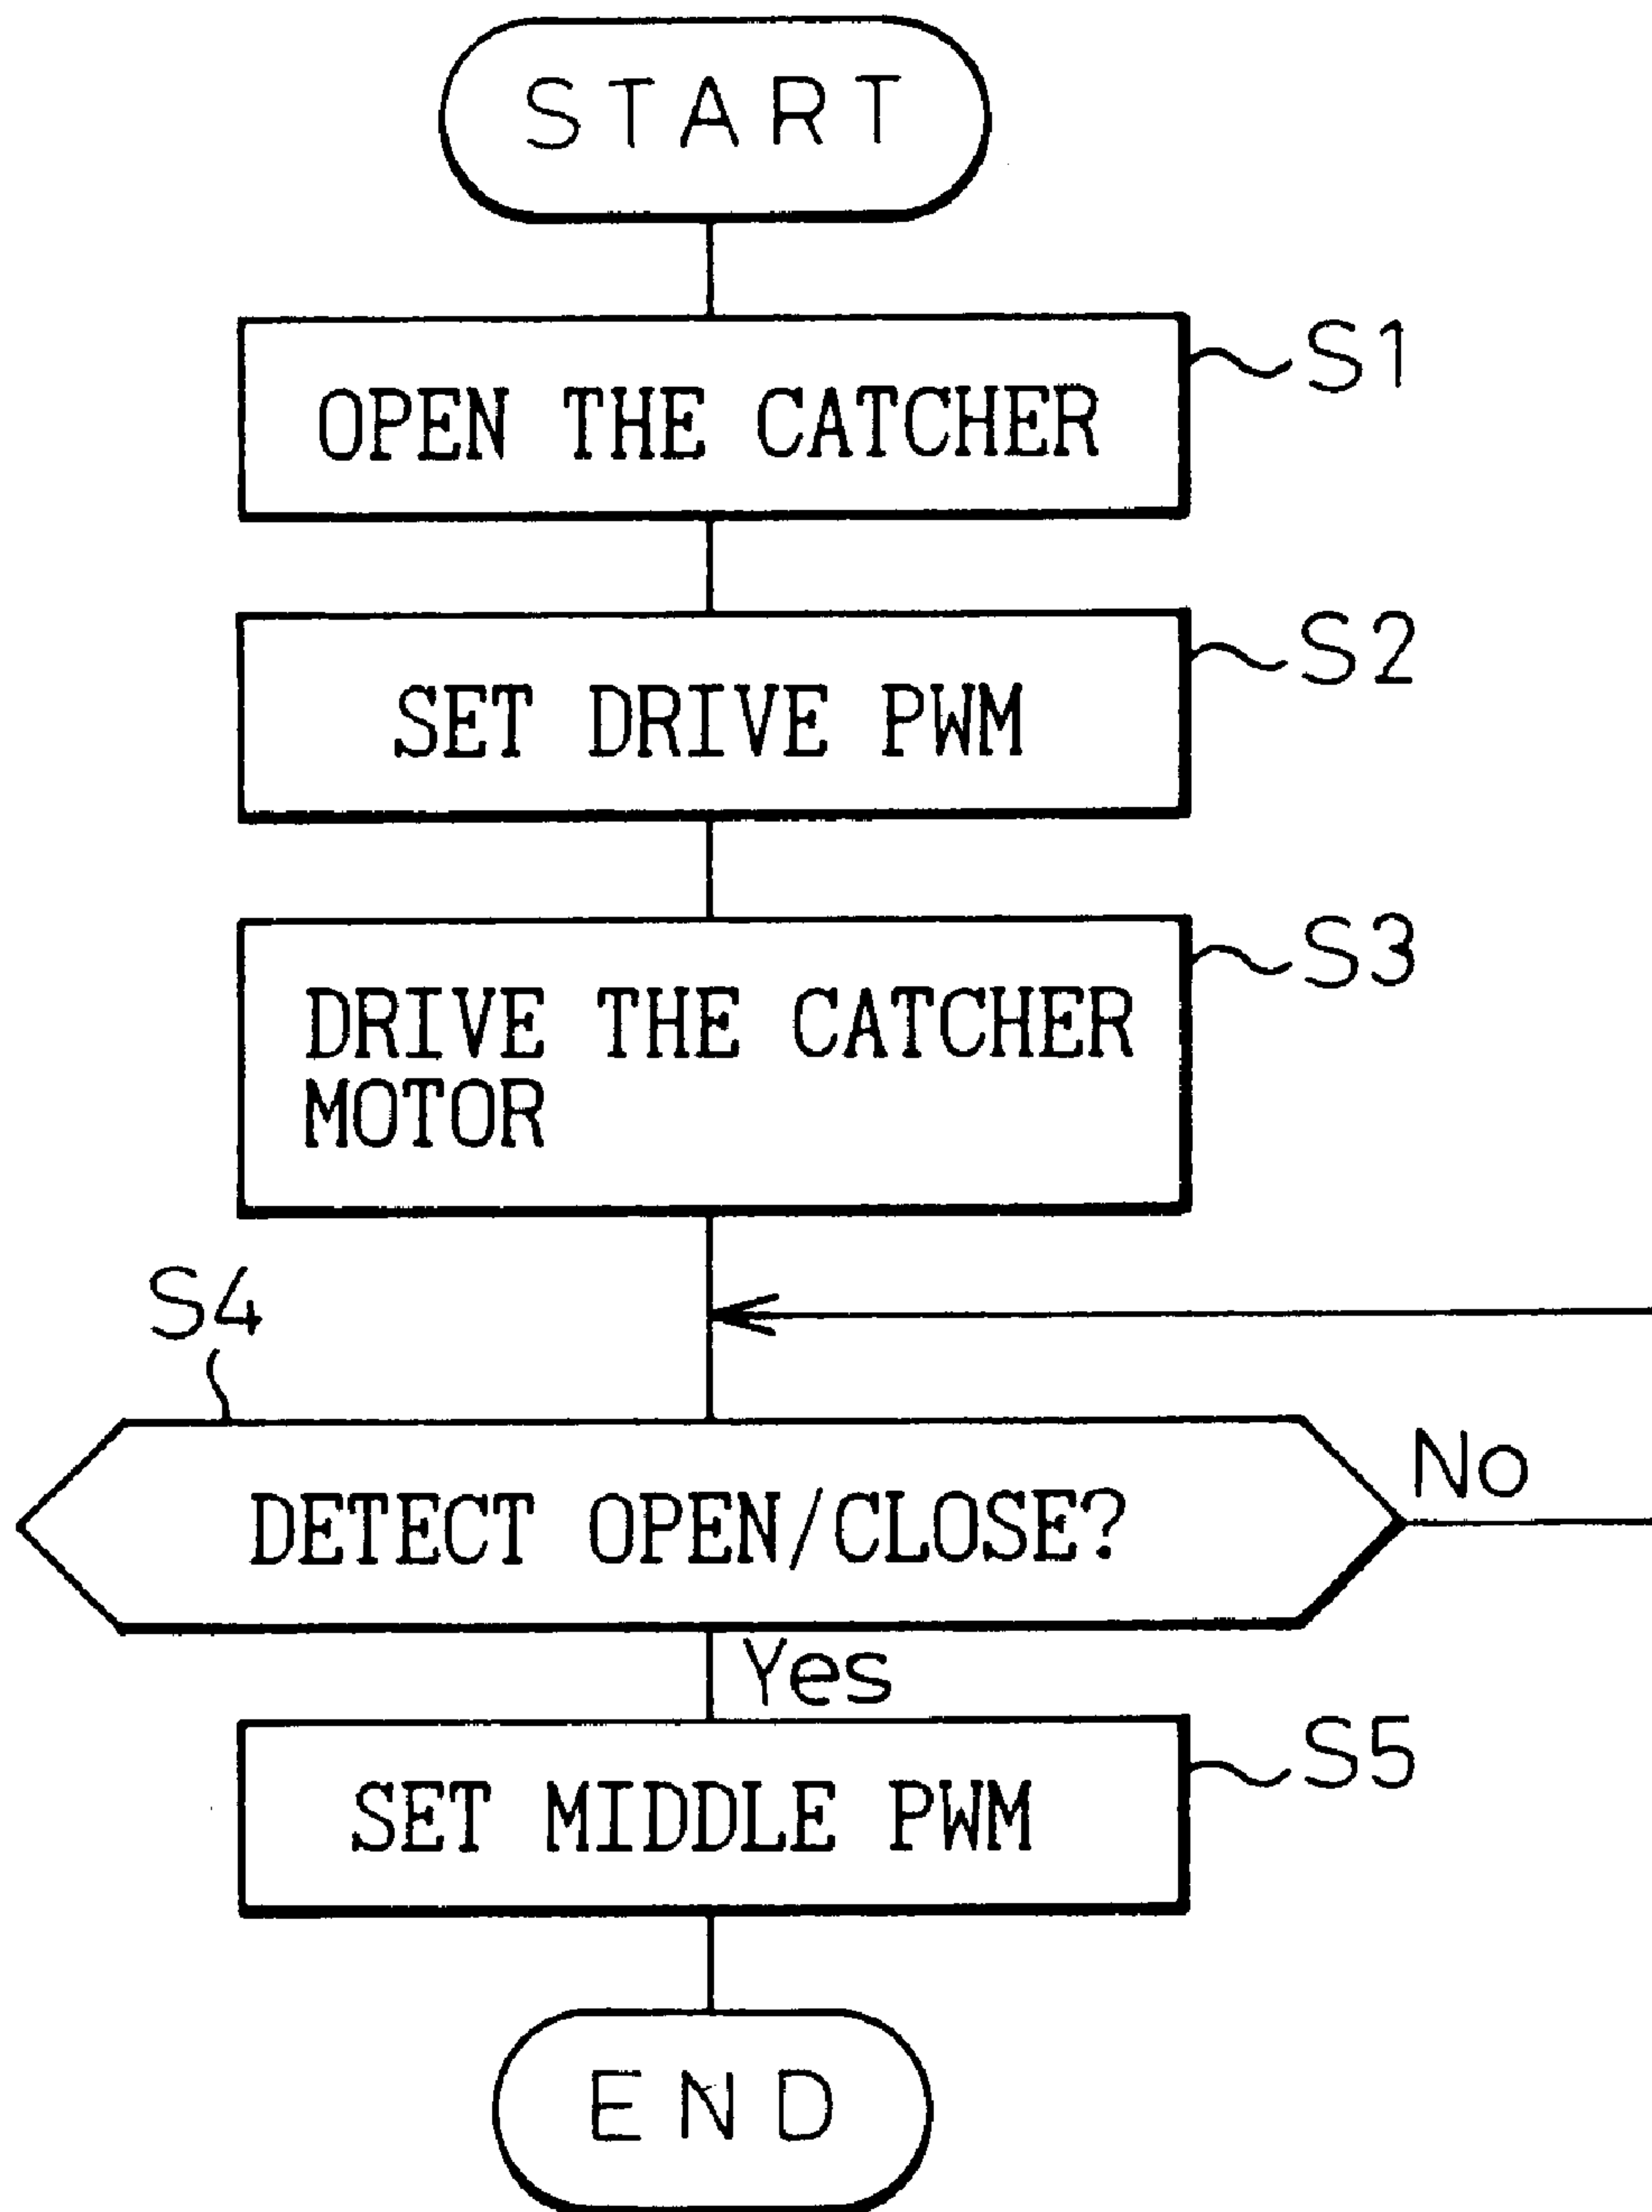 START
OPEN THE CATCHER
S1
SET DRIVE PWM
S2
DRIVE THE CATCHER
MOTOR
S3
S4
DETECT OPEN/CLOSE?
No
Yes
SET MIDDLE PWM
S5
END